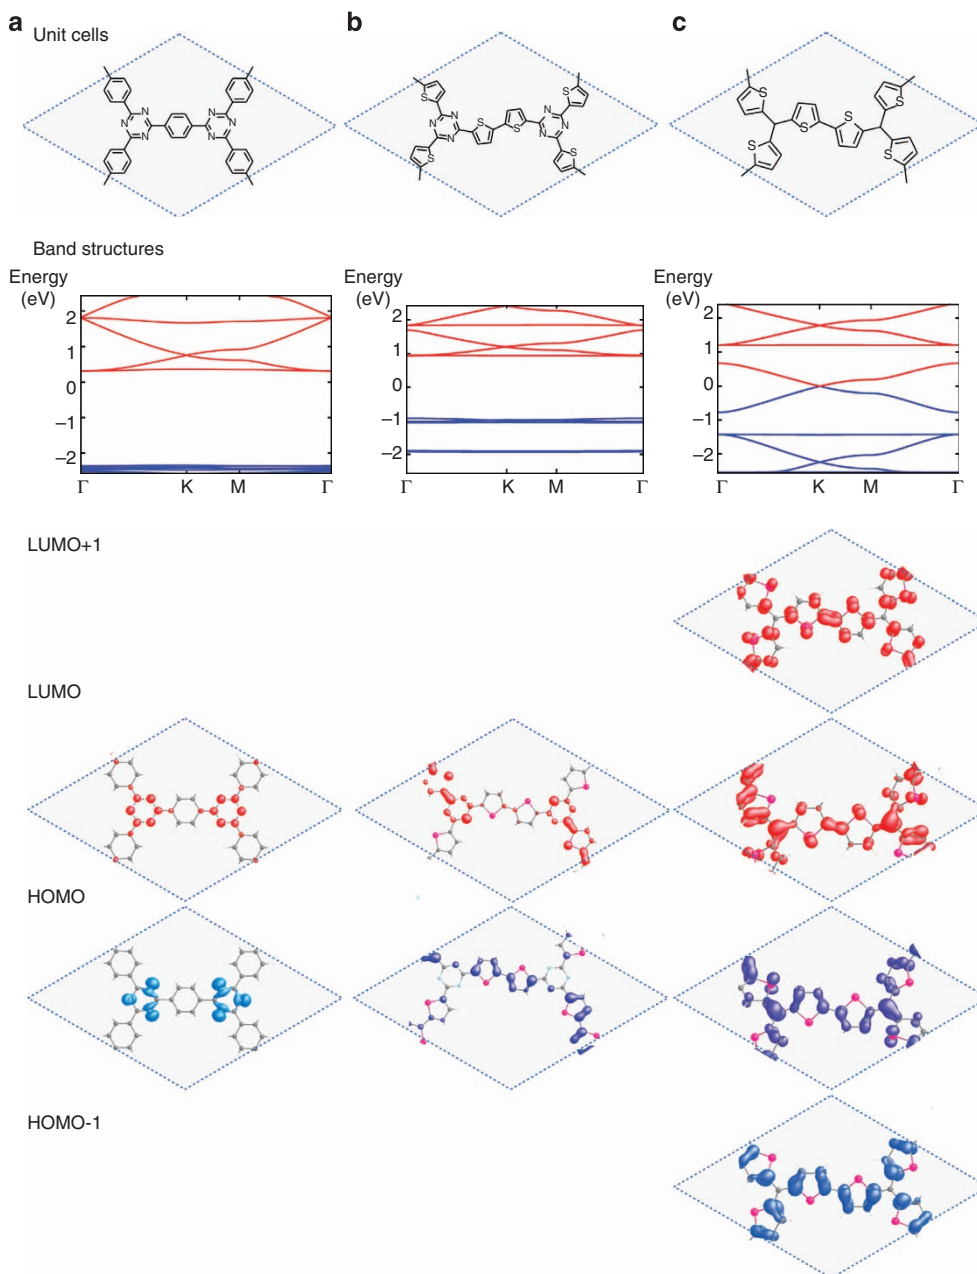 a
b
c
Unit cells
N N N N N N
S S N N N S S N N N S S
S S S S S S
Band structures
Energy (eV)
Energy (eV)
Energy (eV)
2
1
0
–1
–2
Γ K M Γ
2
1
0
–1
–2
Γ K M Γ
2
1
0
–1
–2
Γ K M Γ
LUMO+1
LUMO
HOMO
HOMO-1